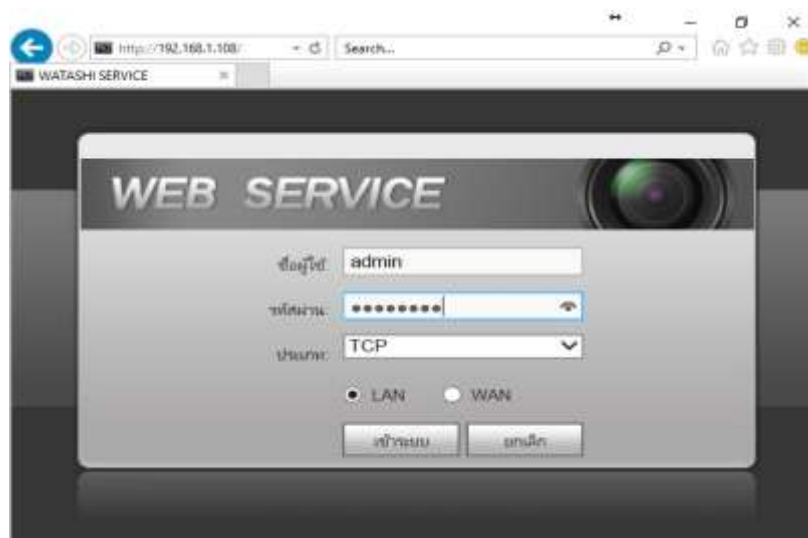 http://192.168.1.108/
Search...
WATASHI SERVICE
WEB SERVICE
ชื่อผู้ใช้: admin
รหัสผ่าน: ••••••••
ประเภท: TCP
LAN WAN
เข้าระบบ ยกเลิก